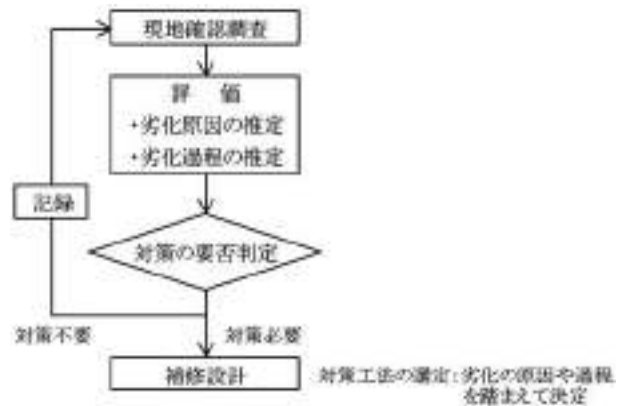 現地確認調査
評　価
・劣化原因の推定
・劣化過程の推定
記録
対策の要否判定
対策不要
対策必要
補修設計
対策工法の選定：劣化の原因や過程
を踏まえて決定